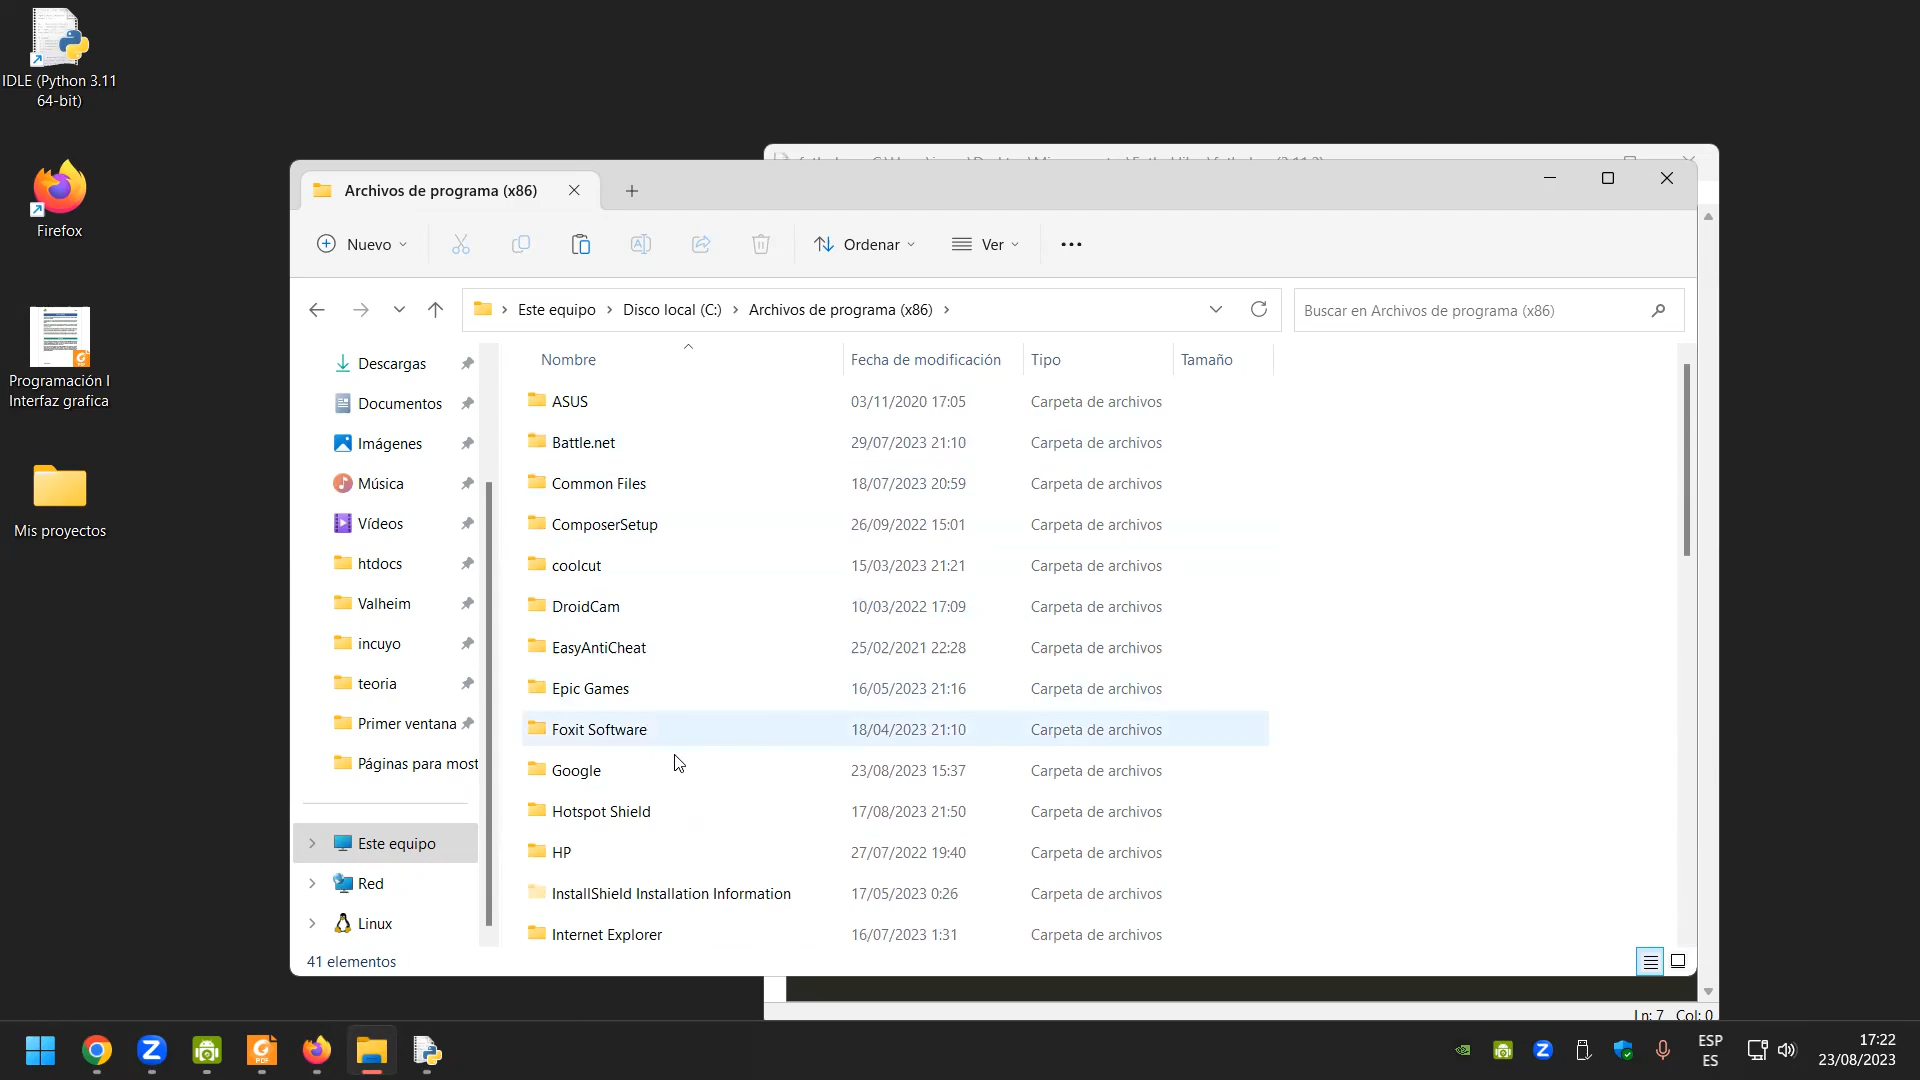 IDLE (Python 3.11
64-bit)
Firefox
Programación I
Interfaz grafica
Mis proyectos
Archivos de programa (x86)
Nuevo
Ordenar
Ver
Este equipo
Disco local (C:)
Archivos de programa (x86)
Buscar en Archivos de programa (x86)
Descargas
Documentos
Imágenes
Música
Vídeos
htdocs
Valheim
incuyo
teoria
Primer ventana
Páginas para most
Este equipo
Red
Linux
Nombre Fecha de modificación Tipo Tamaño
ASUS 03/11/2020 17:05 Carpeta de archivos
Battle.net 29/07/2023 21:10 Carpeta de archivos
Common Files 18/07/2023 20:59 Carpeta de archivos
ComposerSetup 26/09/2022 15:01 Carpeta de archivos
coolcut 15/03/2023 21:21 Carpeta de archivos
DroidCam 10/03/2022 17:09 Carpeta de archivos
EasyAntiCheat 25/02/2021 22:28 Carpeta de archivos
Epic Games 16/05/2023 21:16 Carpeta de archivos
Foxit Software 18/04/2023 21:10 Carpeta de archivos
Google 23/08/2023 15:37 Carpeta de archivos
Hotspot Shield 17/08/2023 21:50 Carpeta de archivos
HP 27/07/2022 19:40 Carpeta de archivos
InstallShield Installation Information 17/05/2023 0:26 Carpeta de archivos
Internet Explorer 16/07/2023 1:31 Carpeta de archivos
41 elementos
Ln: 7 Col: 0
ESP
ES
17:22
23/08/2023